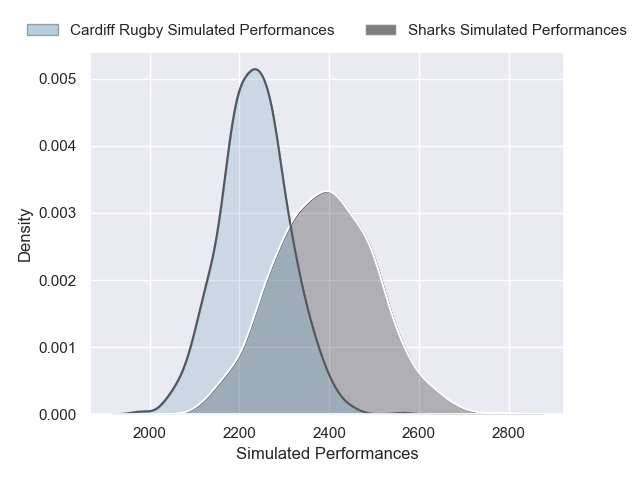 Cardiff Rugby Simulated Performances Sharks Simulated Performances
0.005
0.004
0.003
0.002
0.001
0.000
Density
2000 2200 2400 2600 2800
Simulated Performances